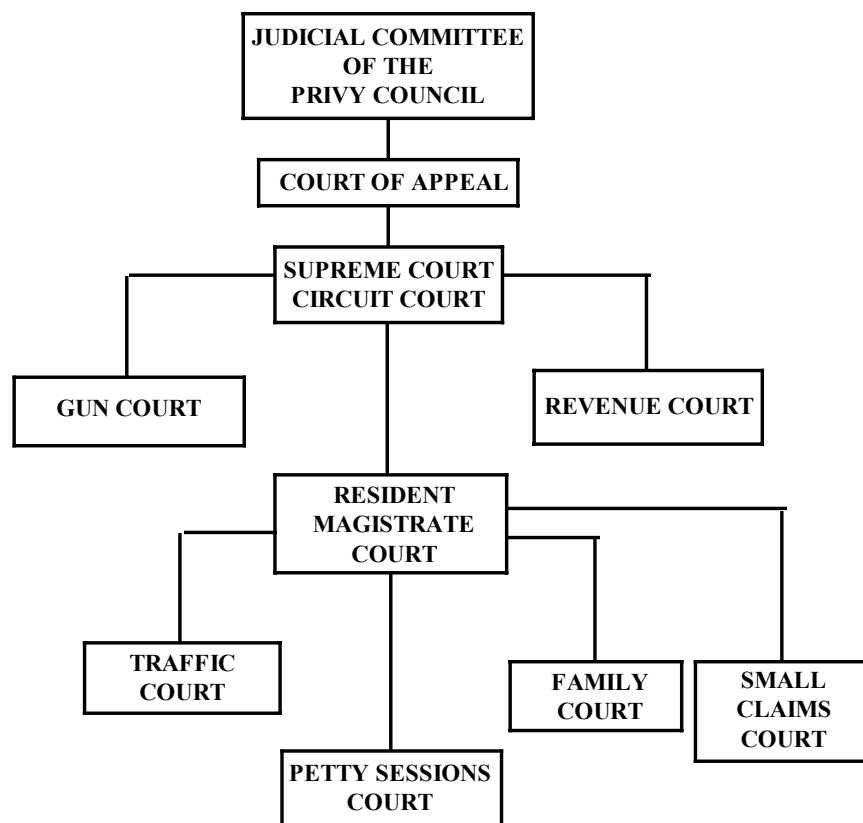 JUDICIAL COMMITTEE
OF THE
PRIVY COUNCIL
COURT OF APPEAL
SUPREME COURT
CIRCUIT COURT
GUN COURT
REVENUE COURT
RESIDENT
MAGISTRATE
COURT
TRAFFIC
COURT
FAMILY
COURT
SMALL
CLAIMS
COURT
PETTY SESSIONS
COURT